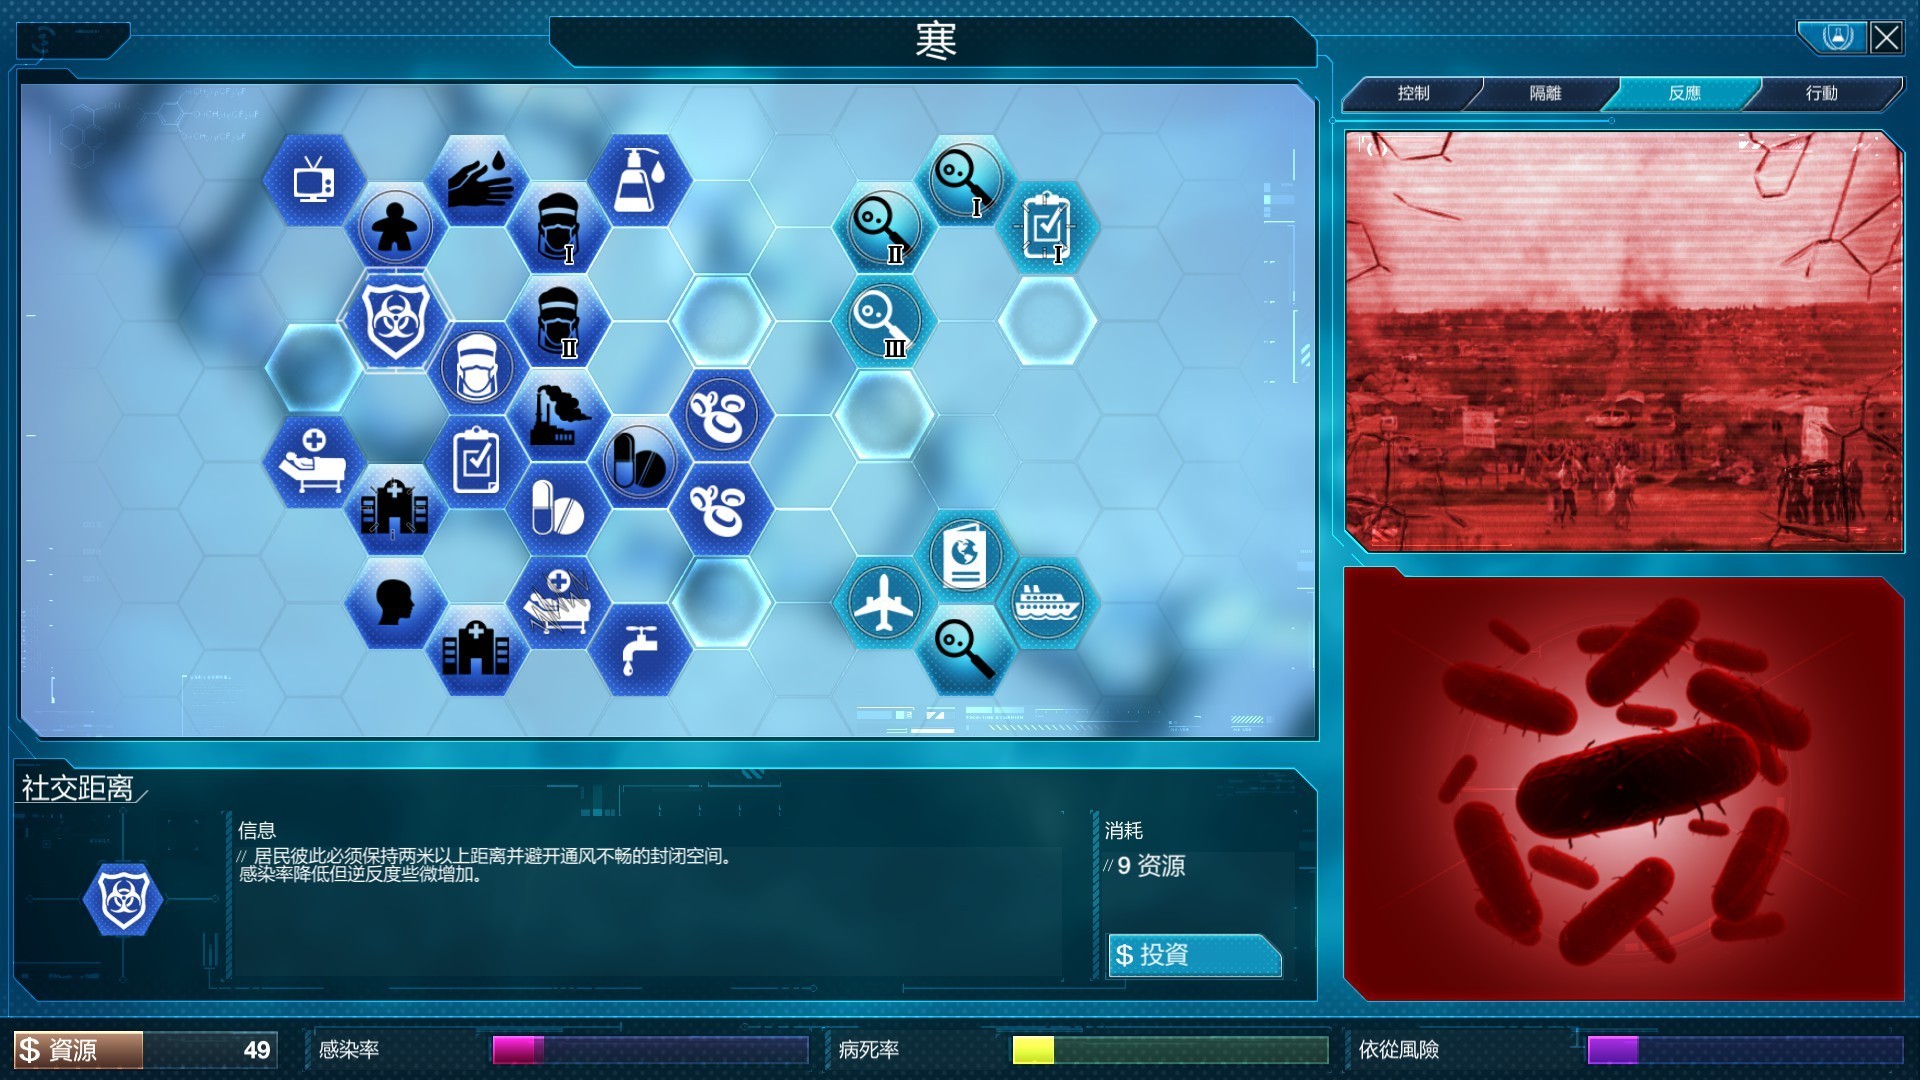 寒
控制
隔離
反應
行動
I
II
I
I
III
II
社交距离
信息
// 居民彼此必须保持两米以上距离并避开通风不畅的封闭空间。
感染率降低但逆反度些微增加。
消耗
// 9 资源
$ 投資
$ 資源
49
感染率
病死率
依從風險